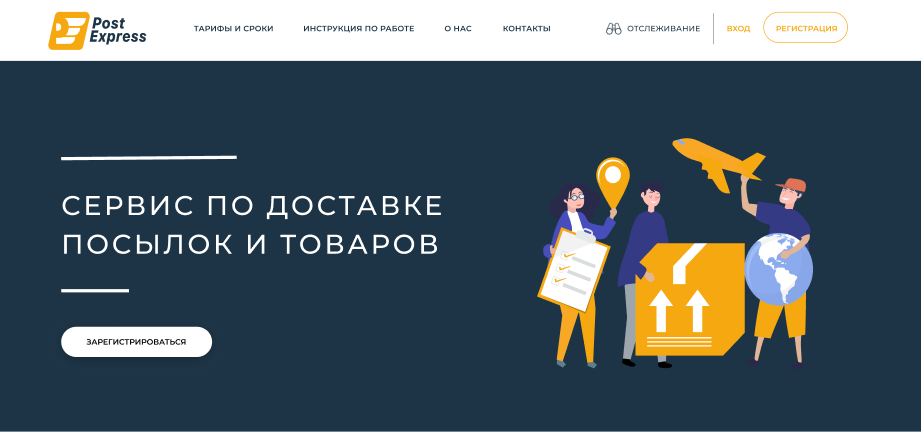 Post
Express
ТАРИФЫ И СРОКИ
ИНСТРУКЦИЯ ПО РАБОТЕ
О НАС
КОНТАКТЫ
ОТСЛЕЖИВАНИЕ
ВХОД
РЕГИСТРАЦИЯ
СЕРВИС ПО ДОСТАВКЕ
ПОСЫЛОК И ТОВАРОВ
ЗАРЕГИСТРИРОВАТЬСЯ